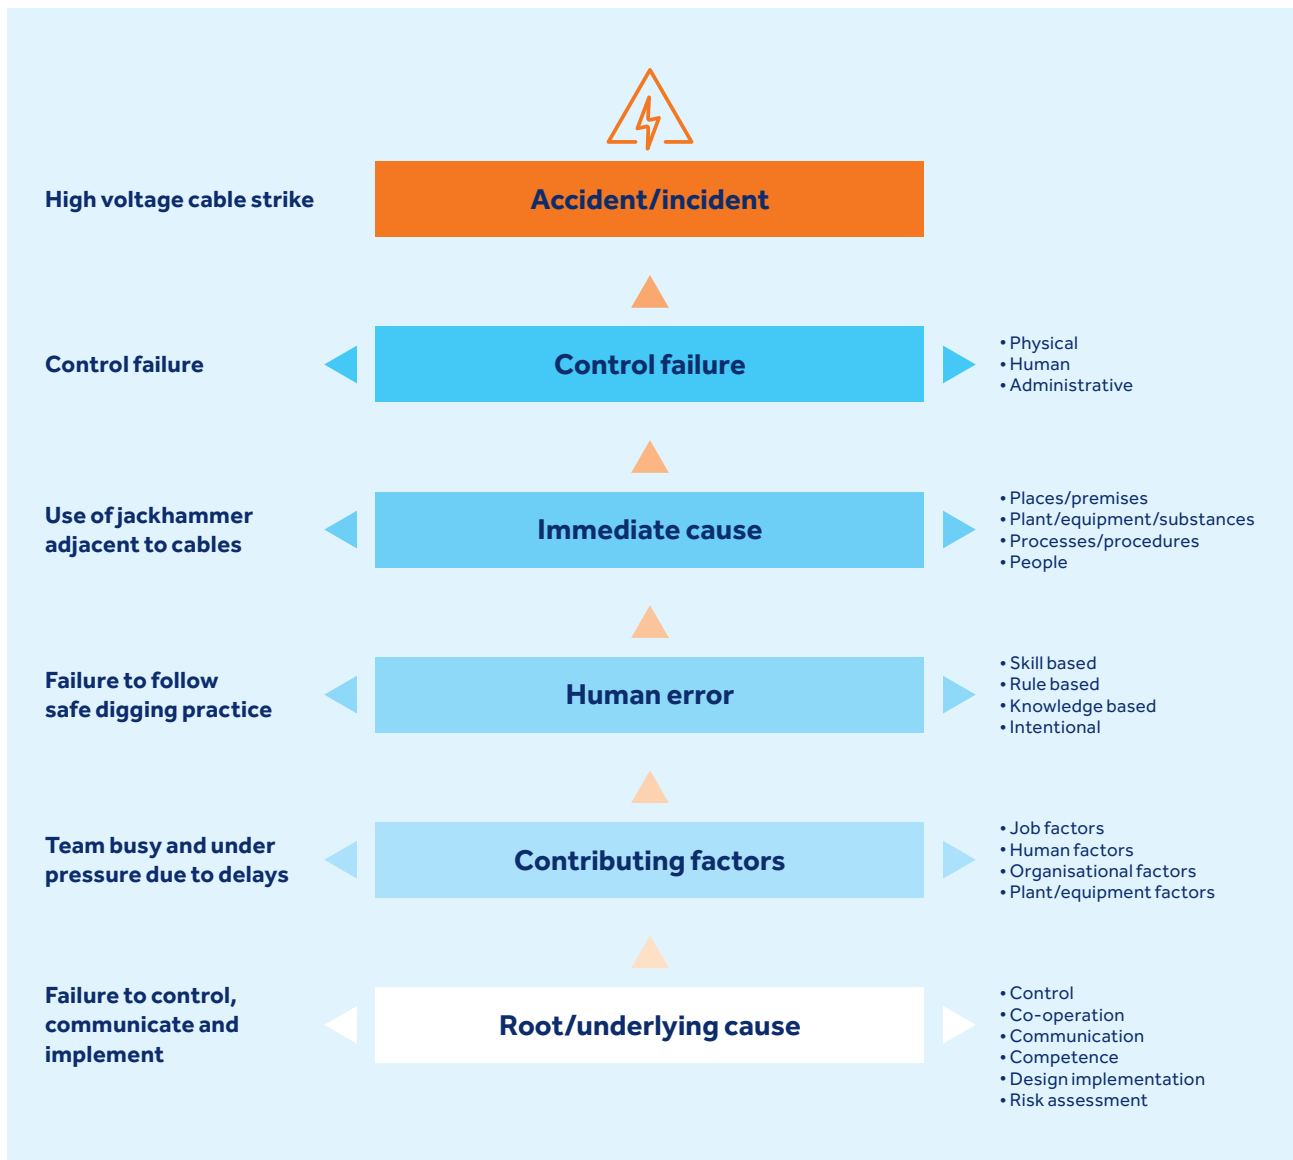 High voltage cable strike
Accident/incident
Control failure
Control failure
• Physical
• Human
• Administrative
Use of jackhammer
adjacent to cables
Immediate cause
• Places/premises
• Plant/equipment/substances
• Processes/procedures
• People
Failure to follow
safe digging practice
Human error
• Skill based
• Rule based
• Knowledge based
• Intentional
Team busy and under
pressure due to delays
Contributing factors
• Job factors
• Human factors
• Organisational factors
• Plant/equipment factors
Failure to control,
communicate and
implement
Root/underlying cause
• Control
• Co-operation
• Communication
• Competence
• Design implementation
• Risk assessment